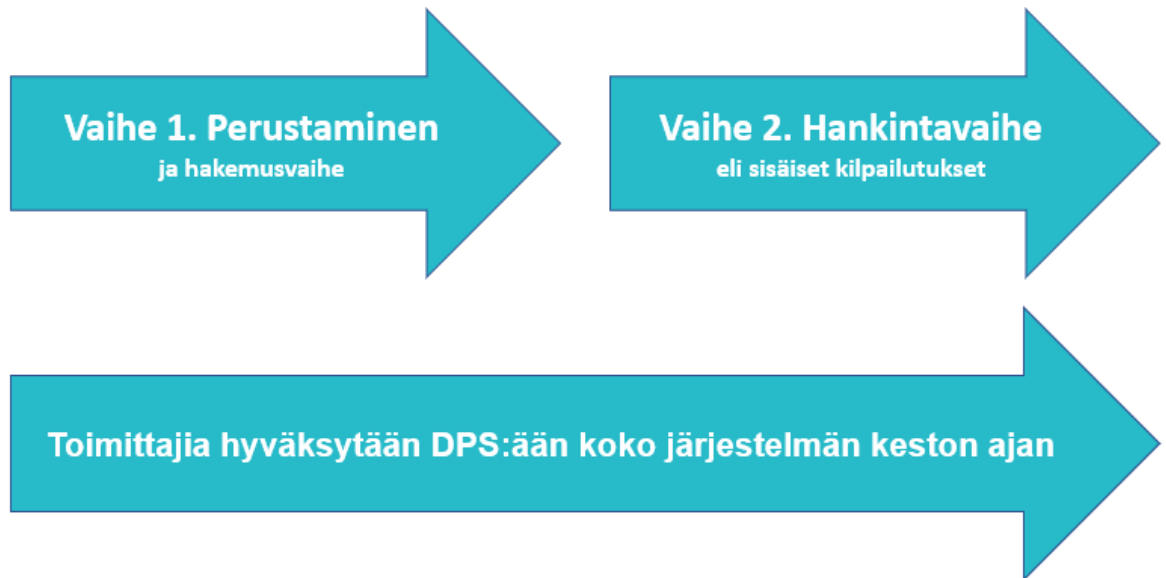 Vaihe 1. Perustaminen
ja hakemusvaihe
Vaihe 2. Hankintavaihe
eli sisäiset kilpailutukset
Toimittajia hyväksytään DPS:ään koko järjestelmän keston ajan